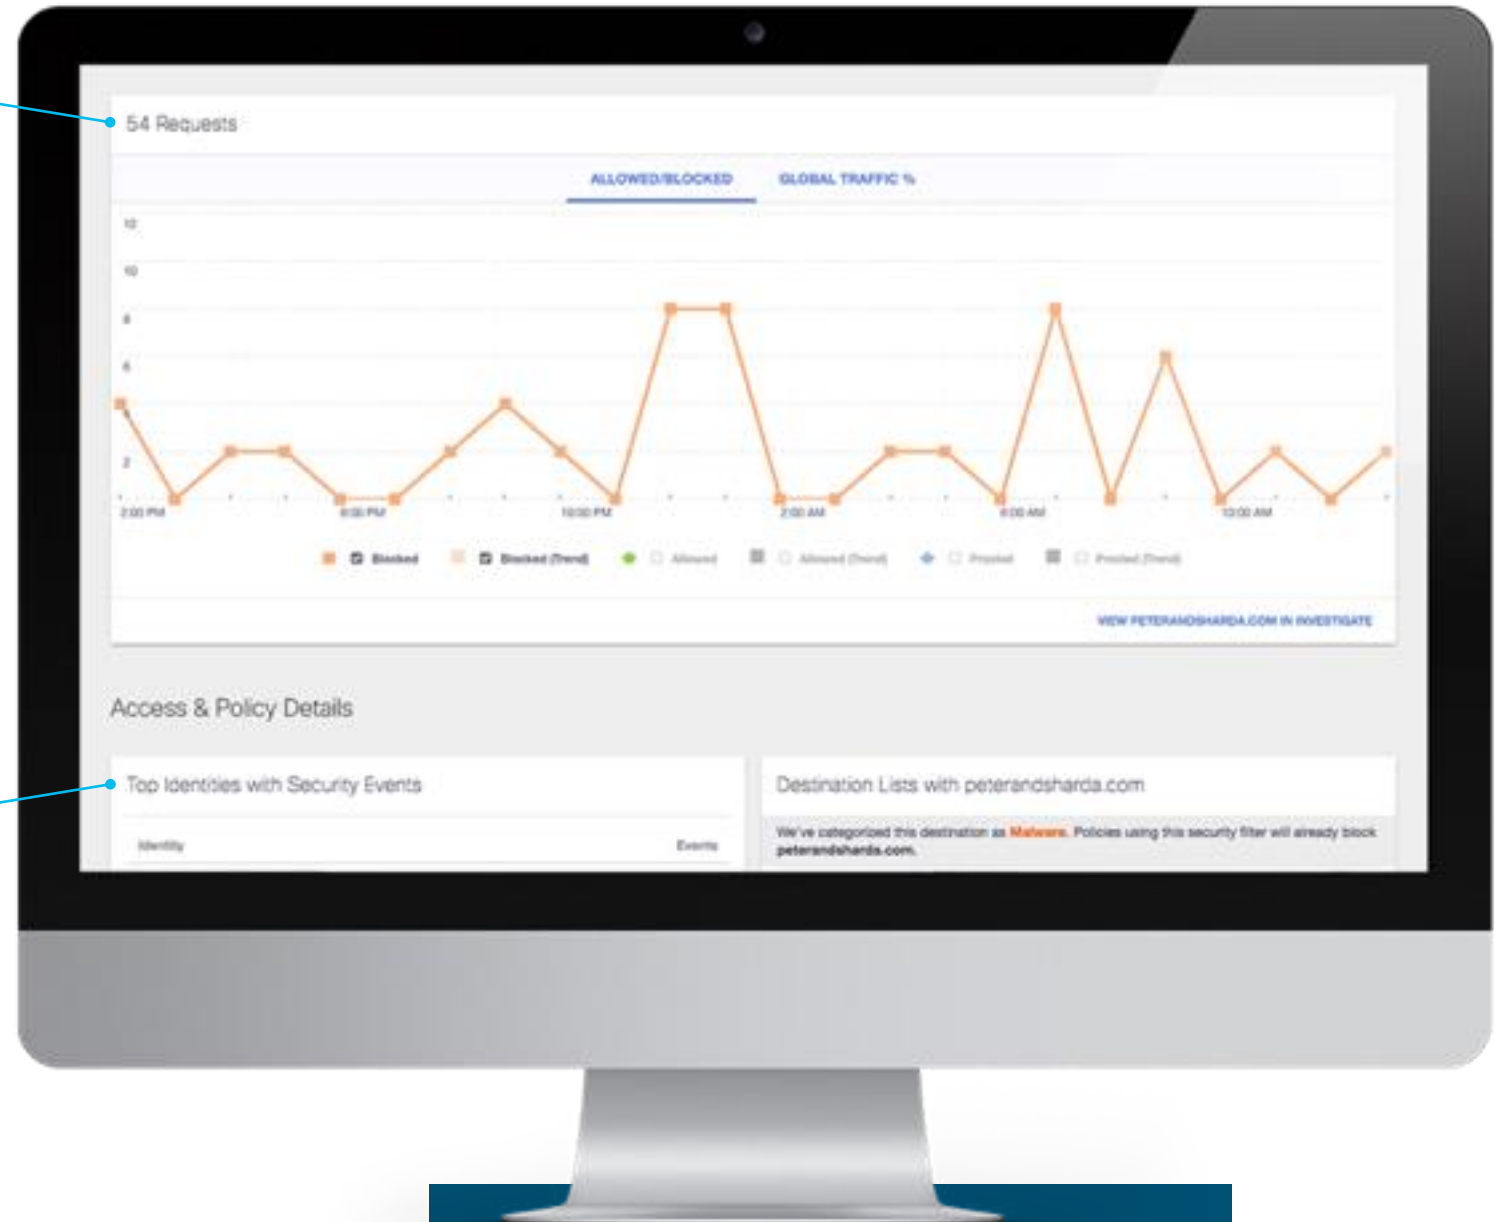 54 Requests
ALLOWED/BLOCKED GLOBAL TRAFFIC %
12
10
8
6
4
2
2:00 PM 6:00 PM 10:00 PM 2:00 AM 6:00 AM 10:00 AM
Blocked Blocked (Trend) Allowed Allowed (Trend) Proxied Proxied (Trend)
VIEW PETERANDSHARDA.COM IN INVESTIGATE
Access & Policy Details
Top Identities with Security Events
Identity Events
Destination Lists with peterandsharda.com
We've categorized this destination as Malware. Policies using this security filter will already block
peterandsharda.com.